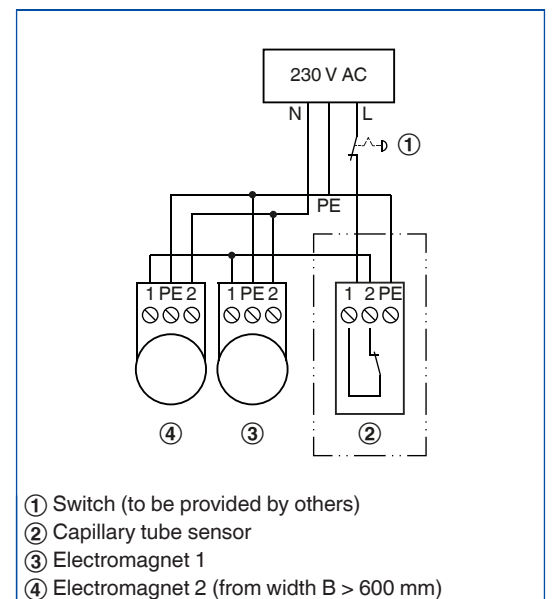 230 V AC
N L
①
PE
1 PE 2 1 PE 2 1 2 PE
④ ③ ②
① Switch (to be provided by others)
② Capillary tube sensor
③ Electromagnet 1
④ Electromagnet 2 (from width B > 600 mm)